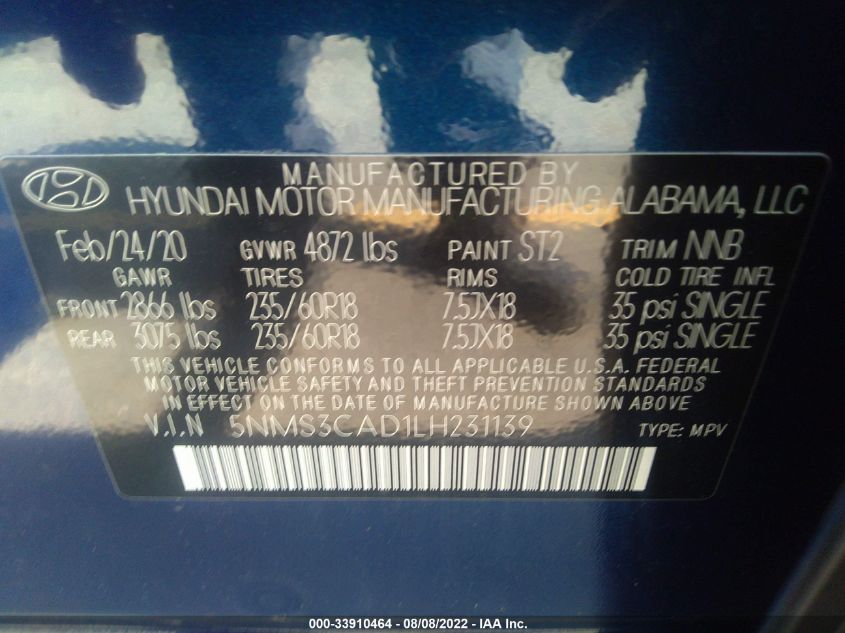 MANUFACTURED BY
HYUNDAI MOTOR MANUFACTURING ALABAMA, LLC
Feb/24/20 GVWR 4872 lbs PAINT ST2 TRIM NNB
GAWR TIRES RIMS COLD TIRE INFL
FRONT 2866 lbs 235/60R18 7.5JX18 35 psi SINGLE
REAR 3075 lbs 235/60R18 7.5JX18 35 psi SINGLE
THIS VEHICLE CONFORMS TO ALL APPLICABLE U.S.A. FEDERAL
MOTOR VEHICLE SAFETY AND THEFT PREVENTION STANDARDS
IN EFFECT ON THE DATE OF MANUFACTURE SHOWN ABOVE
V.I.N 5NMS3CAD1LH231139 TYPE: MPV
000-33910464 - 08/08/2022 - IAA Inc.